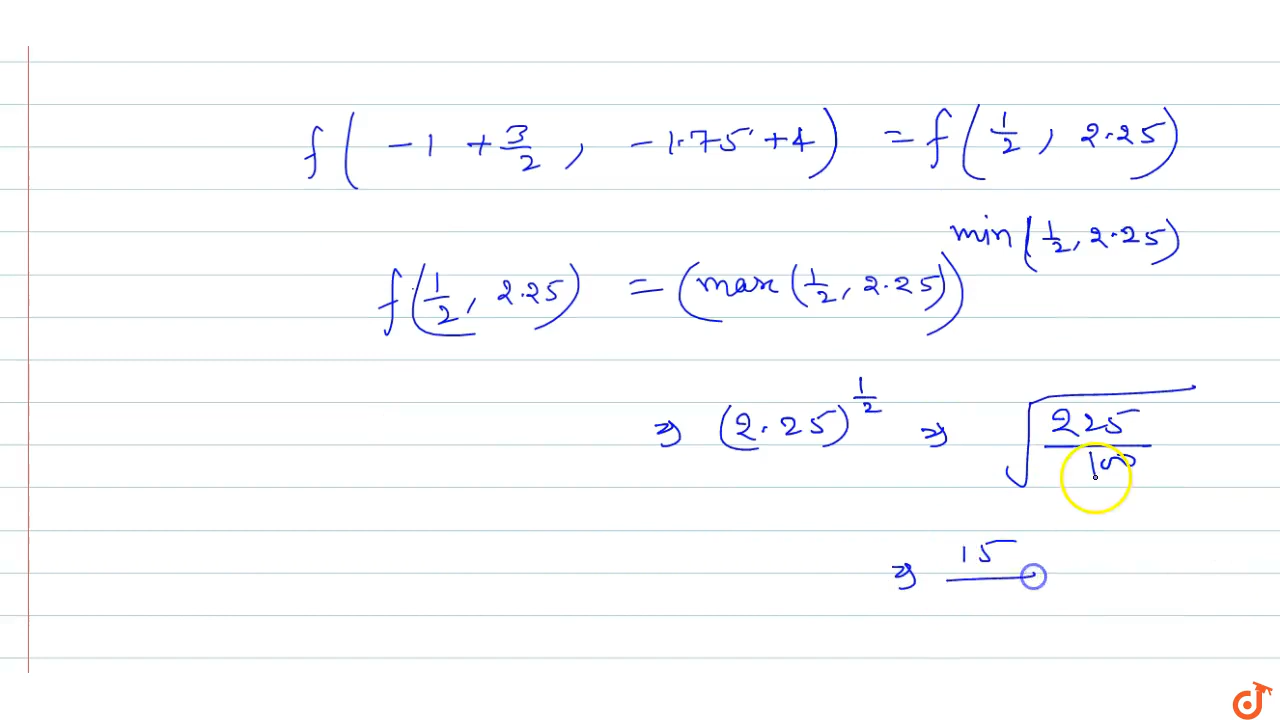 f(-1 + 3/2, -1.75 + 4) = f(1/2, 2.25)
f(1/2, 2.25) = (max(1/2, 2.25))^min(1/2, 2.25)
⇒ (2.25)^1/2 ⇒ √(225/100)
⇒ 15/